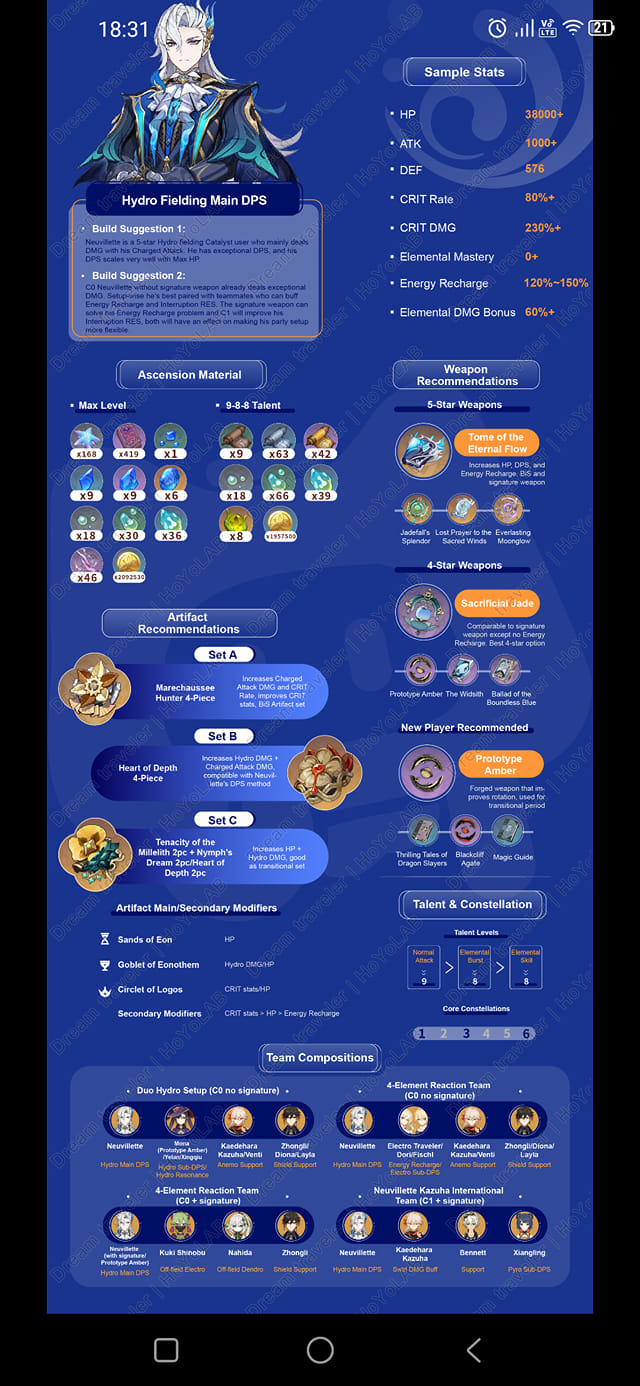 18:31
Vo
LTE
21
Sample Stats
HP 38000+
ATK 1000+
DEF 576
CRIT Rate 80%+
CRIT DMG 230%+
Elemental Mastery 0+
Energy Recharge 120%~150%
Elemental DMG Bonus 60%+
Hydro Fielding Main DPS
Build Suggestion 1:
Neuvillette is a 5-star Hydro fielding Catalyst user who mainly deals
DMG with his Charged Attack. He has exceptional DPS, and his
DPS scales very well with Max HP.
Build Suggestion 2:
C0 Neuvillette without signature weapon already deals exceptional
DMG. Setup-wise he's best paired with teammates who can buff
Energy Recharge and Interruption RES. The signature weapon can
solve his Energy Recharge problem and C1 will improve his
Interruption RES, both will have an effect on making his party setup
more flexible.
Ascension Material
Max Level
x168 x419 x1
x9 x9 x6
x18 x30 x36
x46 x2092530
9-8-8 Talent
x9 x63 x42
x18 x66 x39
x8 x1957500
Weapon
Recommendations
5-Star Weapons
Tome of the
Eternal Flow
Increases HP, DPS, and
Energy Recharge, BiS and
signature weapon
Jadefall's
Splendor
Lost Prayer to the
Sacred Winds
Everlasting
Moonglow
4-Star Weapons
Sacrificial Jade
Comparable to signature
weapon except no Energy
Recharge. Best 4-star option
Prototype Amber
The Widsith
Ballad of the
Boundless Blue
New Player Recommended
Prototype
Amber
Forged weapon that im-
proves rotation, used for
transitional period
Thrilling Tales of
Dragon Slayers
Blackcliff
Agate
Magic Guide
Artifact
Recommendations
Set A
Marechaussee
Hunter 4-Piece
Increases Charged
Attack DMG and CRIT
Rate, improves CRIT
stats, BiS Artifact set
Set B
Heart of Depth
4-Piece
Increases Hydro DMG +
Charged Attack DMG,
compatible with Neuvil-
lette's DPS method
Set C
Tenacity of the
Millelith 2pc + Nymph's
Dream 2pc/Heart of
Depth 2pc
Increases HP +
Hydro DMG, good
as transitional set
Artifact Main/Secondary Modifiers
Sands of Eon HP
Goblet of Eonothem Hydro DMG/HP
Circlet of Logos CRIT stats/HP
Secondary Modifiers CRIT stats > HP > Energy Recharge
Talent & Constellation
Talent Levels
Normal
Attack
9
>
Elemental
Burst
8
>
Elemental
Skill
8
Core Constellations
1 2 3 4 5 6
Team Compositions
Duo Hydro Setup (C0 no signature)
Neuvillette
Hydro Main DPS
Mona
(Prototype Amber)
/Yelan/Xingqiu
Hydro Sub-DPS/
Hydro Resonance
Kaedehara
Kazuha/Venti
Anemo Support
Zhongli/
Diona/Layla
Shield Support
4-Element Reaction Team
(C0 no signature)
Neuvillette
Hydro Main DPS
Electro Traveler/
Dori/Fischl
Energy Recharge/
Electro Sub-DPS
Kaedehara
Kazuha/Venti
Anemo Support
Zhongli/Diona/
Layla
Shield Support
4-Element Reaction Team
(C0 + signature)
Neuvillette
(with signature/
Prototype Amber)
Hydro Main DPS
Kuki Shinobu
Off-field Electro
Nahida
Off-field Dendro
Zhongli
Shield Support
Neuvillette Kazuha International
Team (C1 + signature)
Neuvillette
Hydro Main DPS
Kaedehara
Kazuha
Swirl DMG Buff
Bennett
Support
Xiangling
Pyro Sub-DPS
Dream traveler | HoYoLAB